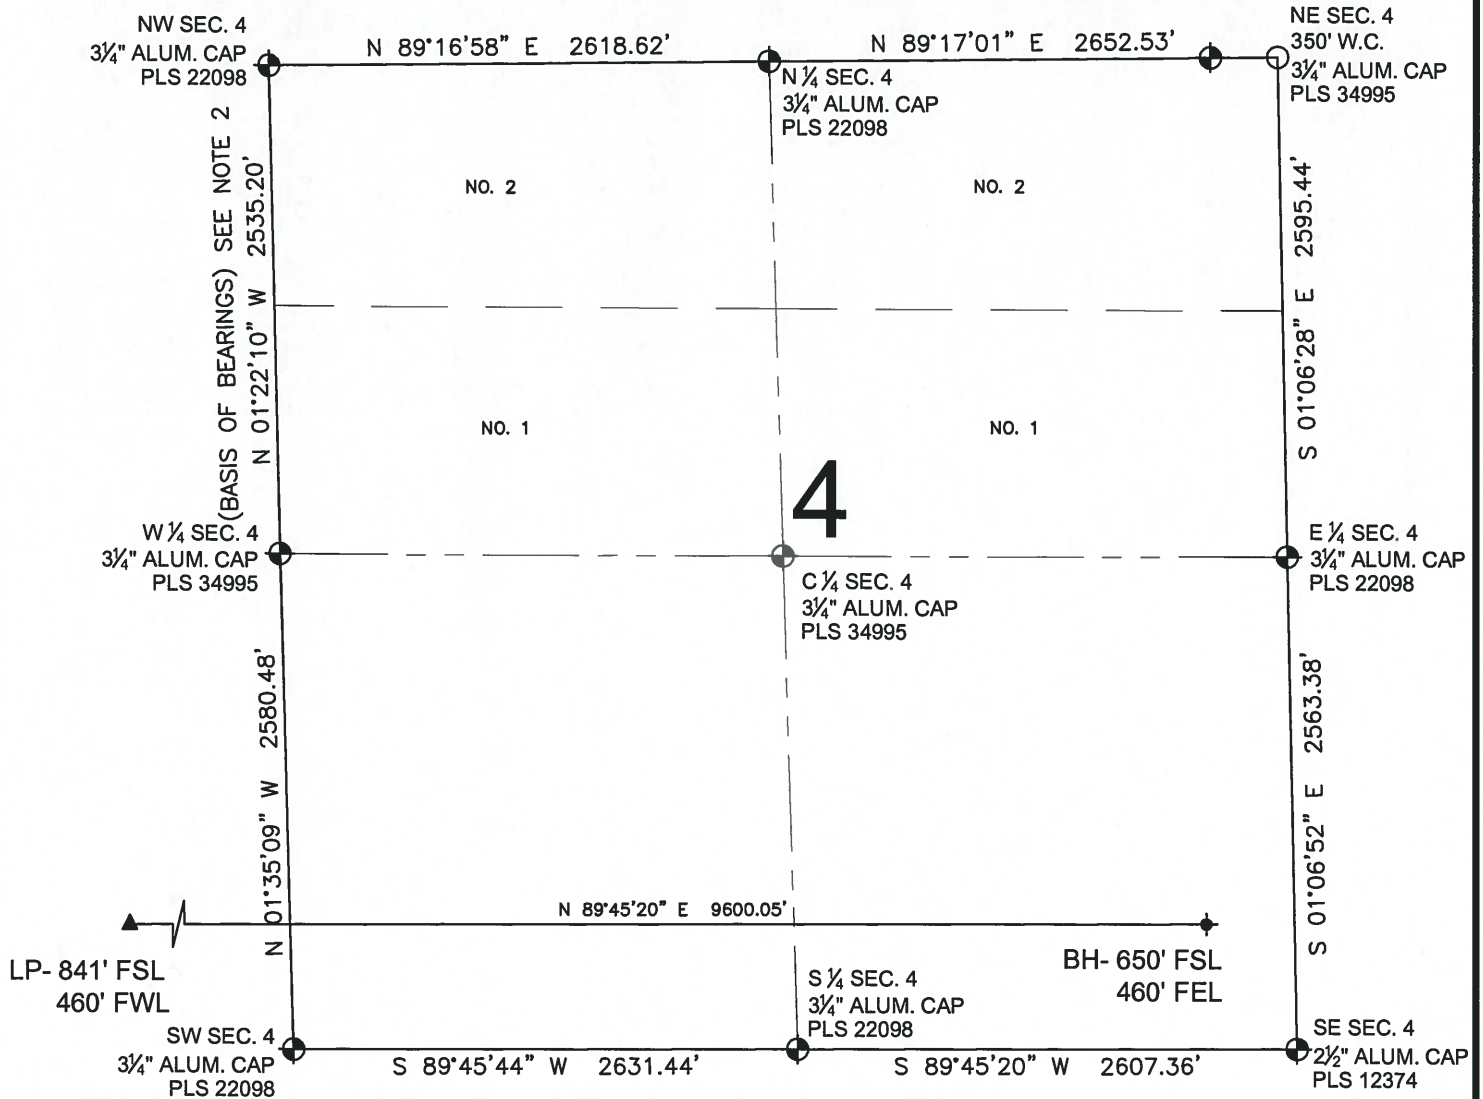 NW SEC. 4
3¼" ALUM. CAP
PLS 22098
N 89°16'58" E 2618.62'
N ¼ SEC. 4
3¼" ALUM. CAP
PLS 22098
N 89°17'01" E 2652.53'
NE SEC. 4
350' W.C.
3¼" ALUM. CAP
PLS 34995
(BASIS OF BEARINGS) SEE NOTE 2
N 01°22'10" W 2535.20'
NO. 2
NO. 2
S 01°06'28" E 2595.44'
NO. 1
NO. 1
4
W ¼ SEC. 4
3¼" ALUM. CAP
PLS 34995
C ¼ SEC. 4
3¼" ALUM. CAP
PLS 34995
E ¼ SEC. 4
3¼" ALUM. CAP
PLS 22098
N 01°35'09" W 2580.48'
S 01°06'52" E 2563.38'
N 89°45'20" E 9600.05'
LP- 841' FSL
460' FWL
BH- 650' FSL
460' FEL
SW SEC. 4
3¼" ALUM. CAP
PLS 22098
S 89°45'44" W 2631.44'
S ¼ SEC. 4
3¼" ALUM. CAP
PLS 22098
S 89°45'20" W 2607.36'
SE SEC. 4
2½" ALUM. CAP
PLS 12374